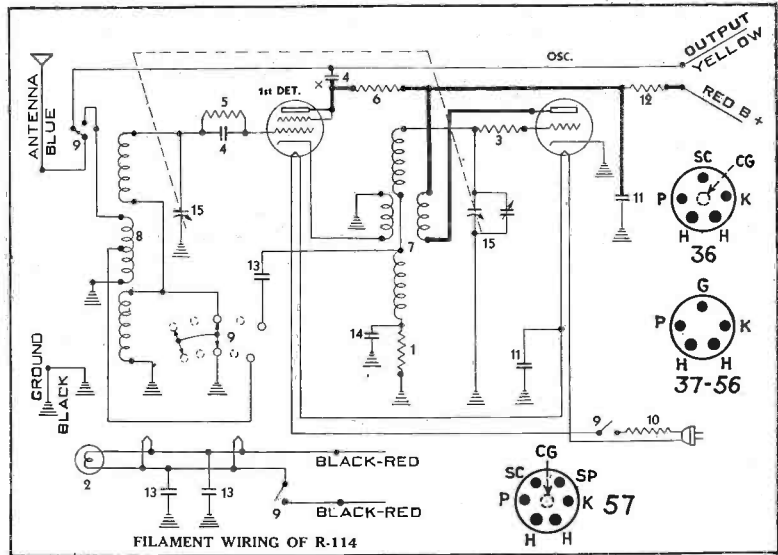 OUTPUT
YELLOW
OSC.
RED B+
ANTENNA
BLUE
1st DET.
X
4
5
4
6
12
9
3
15
15
11
8
7
13
9
14
1
11
9
10
GROUND
BLACK
SC
CG
P
K
H
H
36
G
P
K
H
H
37-56
CG
SC
SP
P
K
57
H
H
2
13
13
9
BLACK-RED
BLACK-RED
FILAMENT WIRING OF R-114